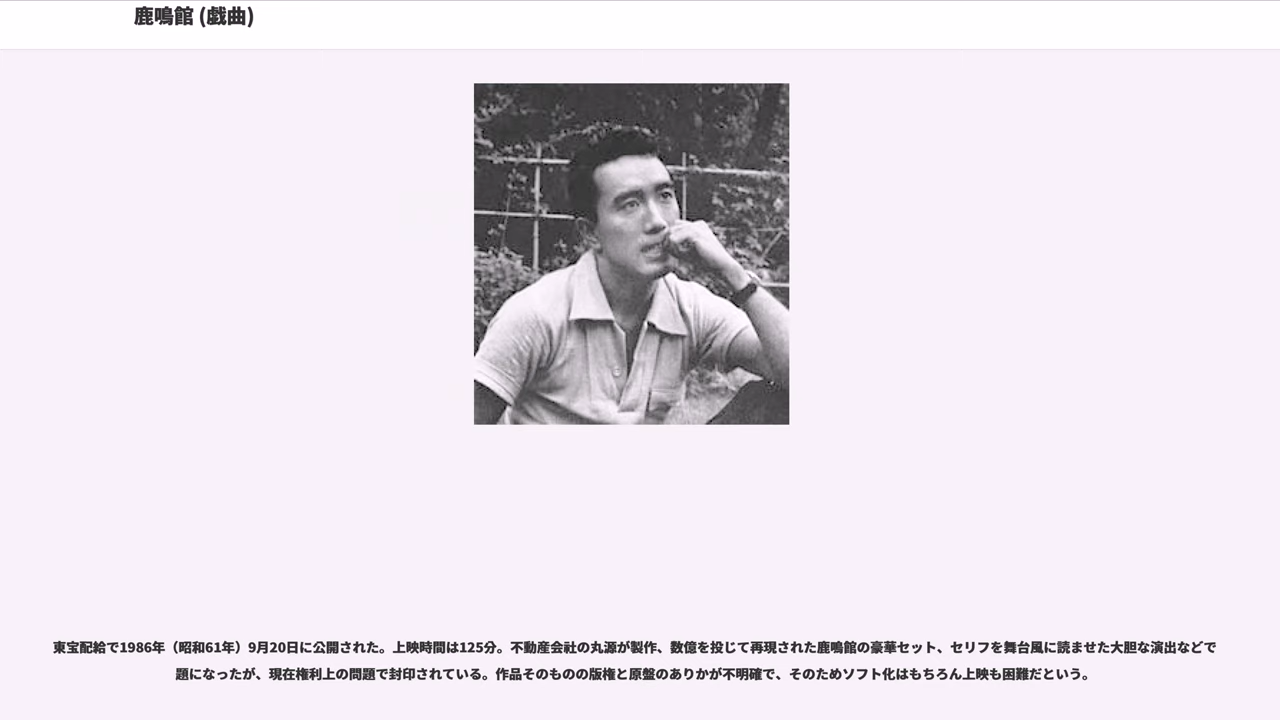 鹿鳴館 (戯曲)
東宝配給で1986年（昭和61年）9月20日に公開された。上映時間は125分。不動産会社の丸源が製作、数億を投じて再現された鹿鳴館の豪華セット、セリフを舞台風に読ませた大胆な演出などで
題になったが、現在権利上の問題で封印されている。作品そのものの版権と原盤のありかが不明確で、そのためソフト化はもちろん上映も困難だという。